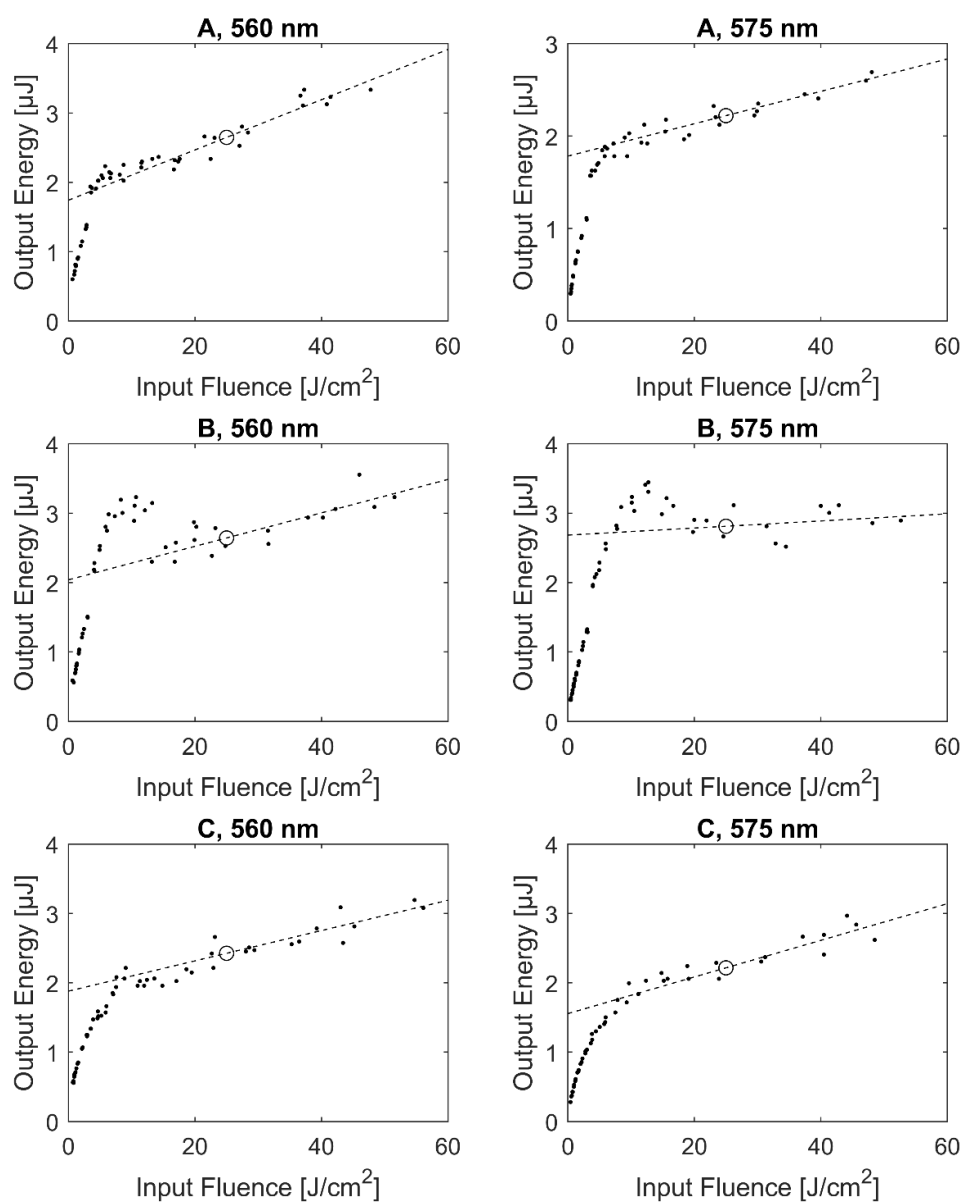 A, 560 nm
4
3
2
1
0
Output Energy [µJ]
0 20 40 60
Input Fluence [J/cm²]
A, 575 nm
3
2
1
0
Output Energy [µJ]
0 20 40 60
Input Fluence [J/cm²]
B, 560 nm
4
3
2
1
0
Output Energy [µJ]
0 20 40 60
Input Fluence [J/cm²]
B, 575 nm
4
3
2
1
0
Output Energy [µJ]
0 20 40 60
Input Fluence [J/cm²]
C, 560 nm
4
3
2
1
0
Output Energy [µJ]
0 20 40 60
Input Fluence [J/cm²]
C, 575 nm
4
3
2
1
0
Output Energy [µJ]
0 20 40 60
Input Fluence [J/cm²]